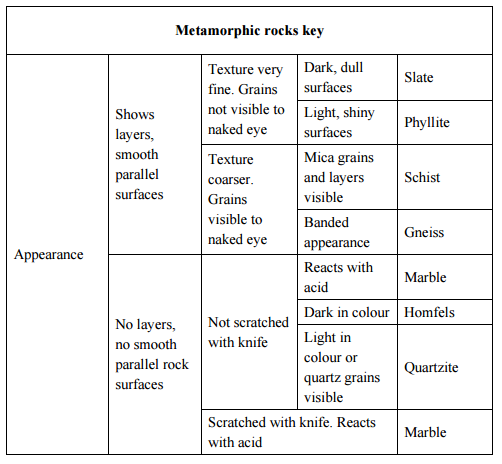 Metamorphic rocks key
Appearance
Shows
layers,
smooth
parallel
surfaces
Texture very
fine. Grains
not visible to
naked eye
Dark, dull
surfaces
Slate
Light, shiny
surfaces
Phyllite
Texture
coarser.
Grains
visible to
naked eye
Mica grains
and layers
visible
Schist
Banded
appearance
Gneiss
No layers,
no smooth
parallel rock
surfaces
Not scratched
with knife
Reacts with
acid
Marble
Dark in colour
Homfels
Light in
colour or
quartz grains
visible
Quartzite
Scratched with knife. Reacts
with acid
Marble